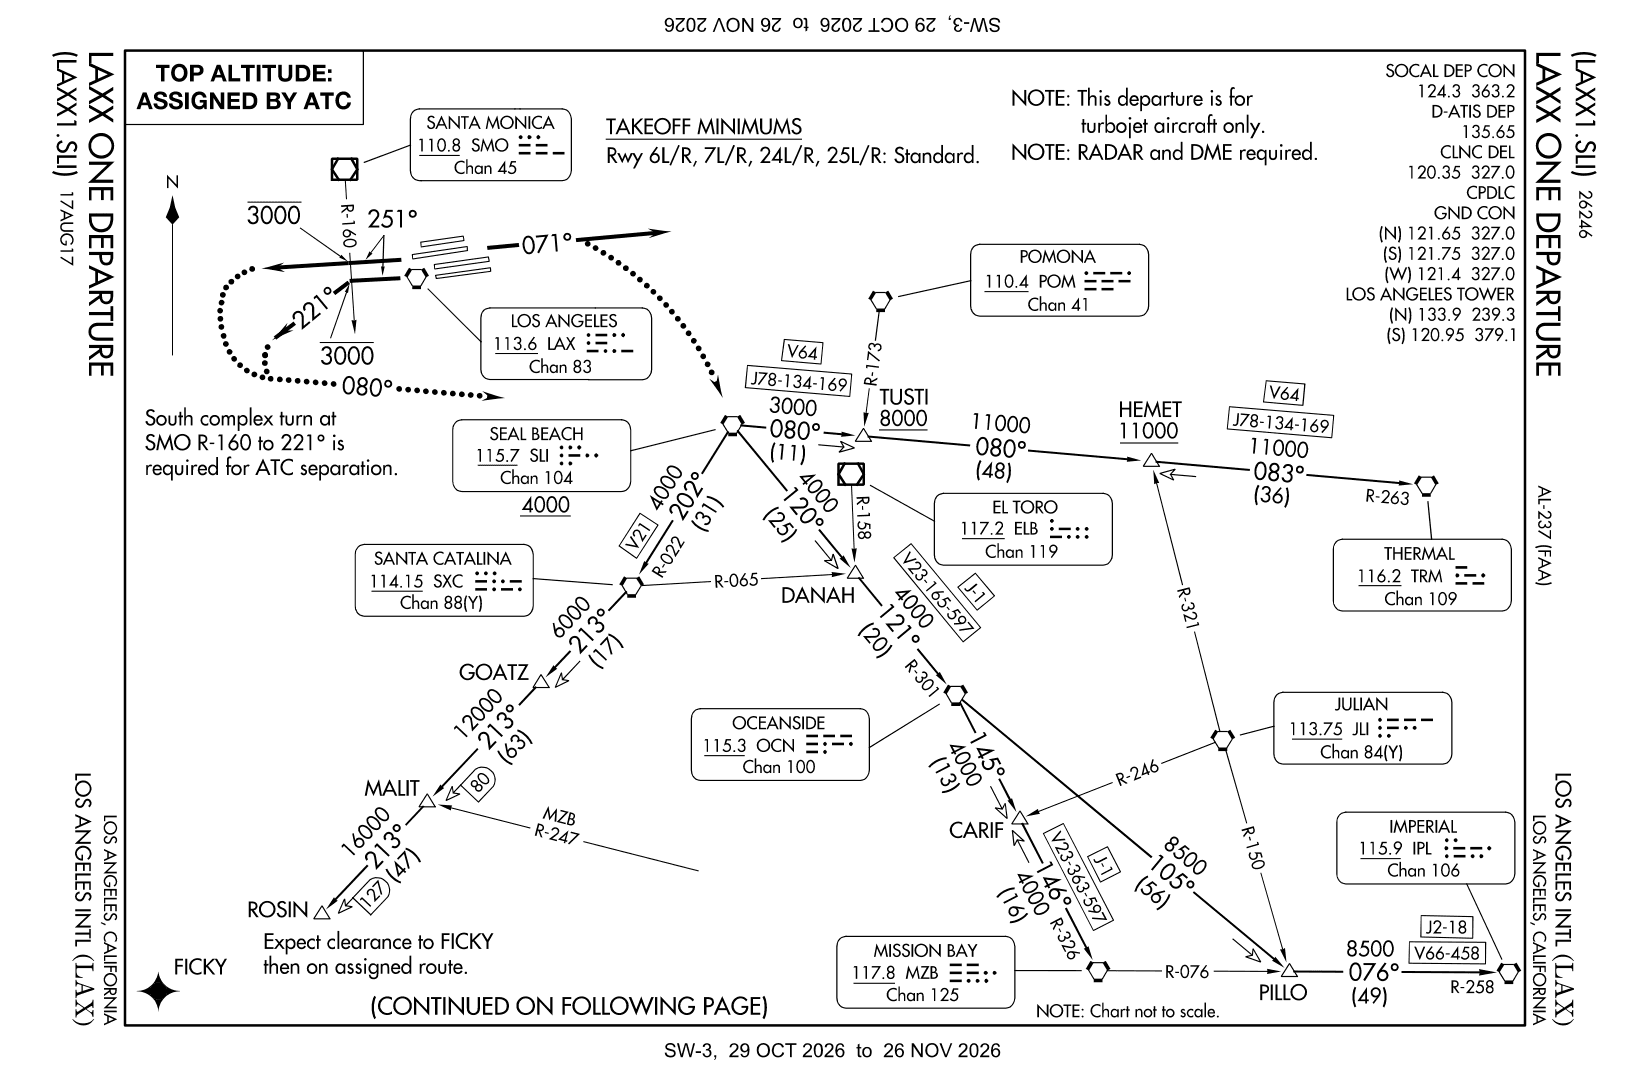 SW-3, 29 OCT 2026 to 26 NOV 2026
(LAXX1.SLI) 17AUG17
LAXX ONE DEPARTURE
LOS ANGELES INTL (LAX)
LOS ANGELES, CALIFORNIA
TOP ALTITUDE:
ASSIGNED BY ATC
SANTA MONICA
110.8 SMO
Chan 45
TAKEOFF MINIMUMS
Rwy 6L/R, 7L/R, 24L/R, 25L/R: Standard.
NOTE: This departure is for
turbojet aircraft only.
NOTE: RADAR and DME required.
SOCAL DEP CON
124.3 363.2
D-ATIS DEP
135.65
CLNC DEL
120.35 327.0
CPDLC
GND CON
(N) 121.65 327.0
(S) 121.75 327.0
(W) 121.4 327.0
LOS ANGELES TOWER
(N) 133.9 239.3
(S) 120.95 379.1
N
3000
R-160
251°
071°
221°
3000
080°
LOS ANGELES
113.6 LAX
Chan 83
South complex turn at
SMO R-160 to 221° is
required for ATC separation.
POMONA
110.4 POM
Chan 41
R-173
V64
J78-134-169
3000
080°
(11)
TUSTI
8000
11000
080°
(48)
HEMET
11000
V64
J78-134-169
11000
083°
(36)
R-263
THERMAL
116.2 TRM
Chan 109
SEAL BEACH
115.7 SLI
Chan 104
4000
4000
202°
(31)
V21
R-022
4000
120°
(25)
EL TORO
117.2 ELB
Chan 119
R-158
SANTA CATALINA
114.15 SXC
Chan 88(Y)
R-065
DANAH
V23-165-597
J-1
4000
121°
(20)
R-301
6000
213°
(17)
GOATZ
12000
213°
(63)
MALIT
80
MZB
R-247
16000
213°
(47)
127
ROSIN
Expect clearance to FICKY
then on assigned route.
FICKY
OCEANSIDE
115.3 OCN
Chan 100
145°
4000
(13)
CARIF
R-321
JULIAN
113.75 JLI
Chan 84(Y)
R-246
R-150
V23-363-597
J-1
146°
4000
(16)
R-326
8500
105°
(56)
IMPERIAL
115.9 IPL
Chan 106
MISSION BAY
117.8 MZB
Chan 125
R-076
PILLO
J2-18
V66-458
8500
076°
(49)
R-258
(CONTINUED ON FOLLOWING PAGE)
NOTE: Chart not to scale.
(LAXX1.SLI) 26246
LAXX ONE DEPARTURE
AL-237 (FAA)
LOS ANGELES INTL (LAX)
LOS ANGELES, CALIFORNIA
SW-3, 29 OCT 2026 to 26 NOV 2026